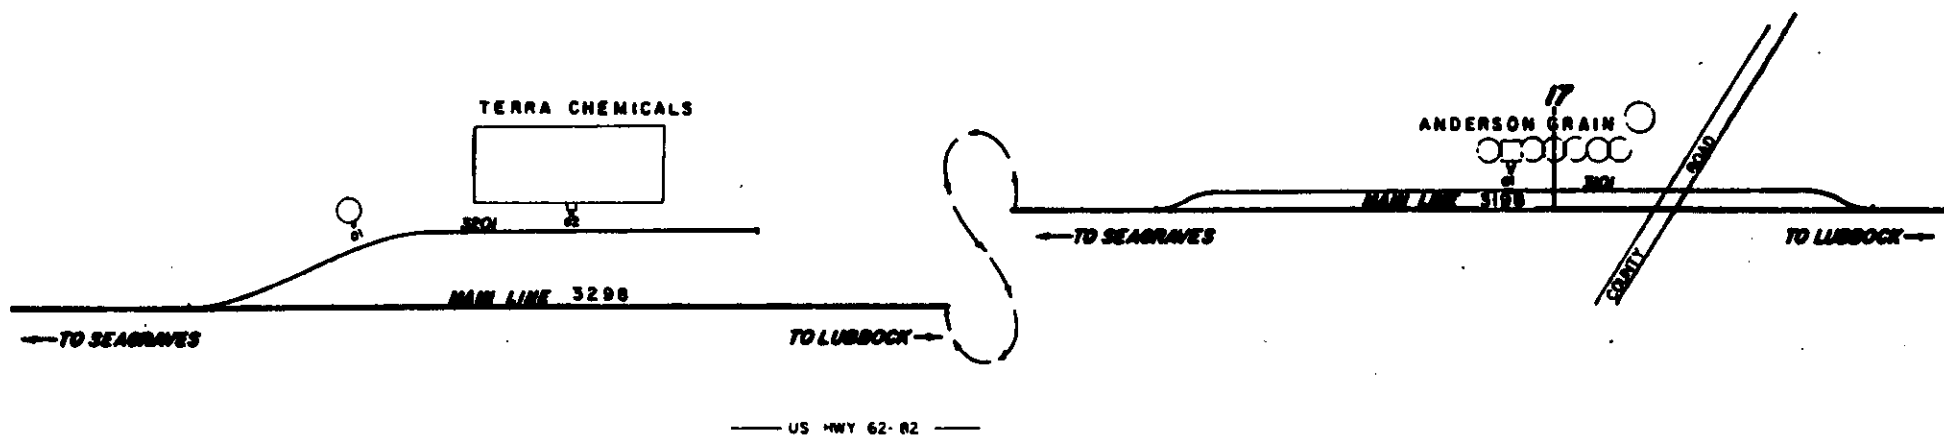 TERRA CHEMICALS
01
3201
02
MAIN LINE 3298
TO SEAGRAVES
TO LUBBOCK
17
ANDERSON GRAIN
01
3101
MAIN LINE 3198
TO SEAGRAVES
TO LUBBOCK
COUNTY ROAD
US HWY 62-82